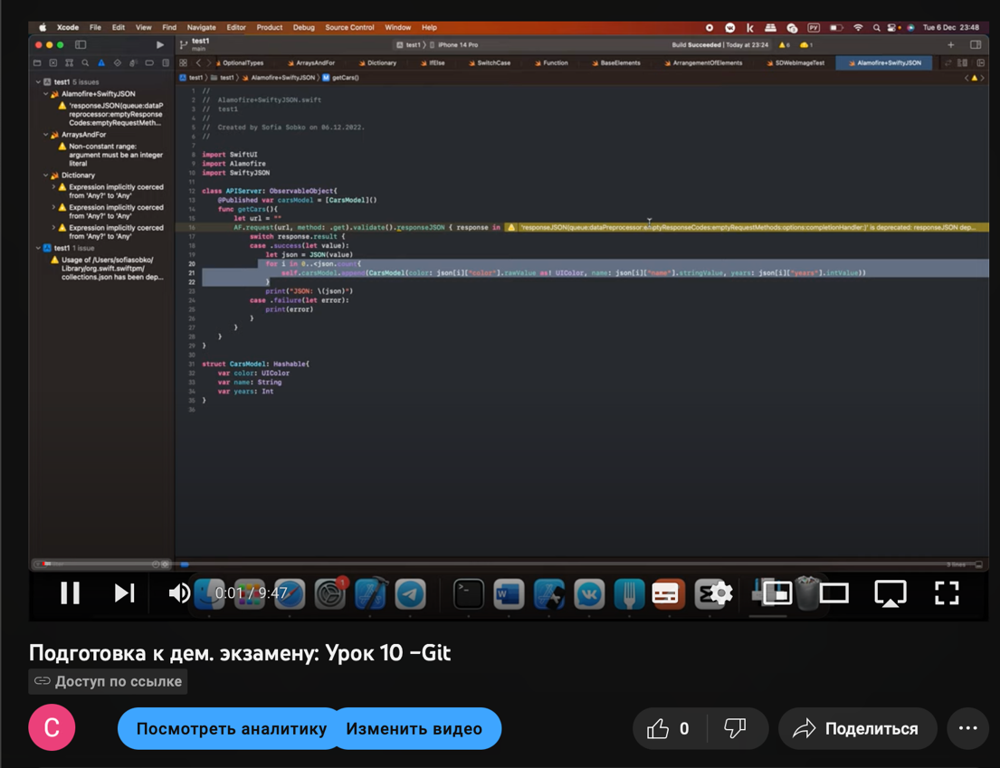 Xcode File Edit View Find Navigate Editor Product Debug Source Control Window Help РУ Tue 6 Dec 23:48
test1
main
test1 〉 iPhone 14 Pro
Build Succeeded | Today at 23:24
OptionalTypes ArraysAndFor Dictionary IfElse SwitchCase Function BaseElements ArrangementOfElements SDWebImageTest Alamofire+SwiftyJSON
test1 〉 test1 〉 Alamofire+SwiftyJSON 〉 M getCars()
test1 5 issues
Alamofire+SwiftyJSON
'responseJSON(queue:dataP
reprocessor:emptyResponse
Codes:emptyRequestMeth...
ArraysAndFor
Non-constant range:
argument must be an integer
literal
Dictionary
Expression implicitly coerced
from 'Any?' to 'Any'
Expression implicitly coerced
from 'Any?' to 'Any'
Expression implicitly coerced
from 'Any?' to 'Any'
test1 1 issue
Usage of /Users/sofiasobko/
Library/org.swift.swiftpm/
collections.json has been dep...
1 //
2 // Alamofire+SwiftyJSON.swift
3 // test1
4 //
5 // Created by Sofia Sobko on 06.12.2022.
6 //
7
8 import SwiftUI
9 import Alamofire
10 import SwiftyJSON
11
12 class APIServer: ObservableObject{
13 @Published var carsModel = [CarsModel]()
14 func getCars(){
15 let url = ""
16 AF.request(url, method: .get).validate().responseJSON { response in 'responseJSON(queue:dataPreprocessor:emptyResponseCodes:emptyRequestMethods:options:completionHandler:)' is deprecated: responseJSON dep...
17 switch response.result {
18 case .success(let value):
19 let json = JSON(value)
20 for i in 0..<json.count{
21 self.carsModel.append(CarsModel(color: json[i]["color"].rawValue as! UIColor, name: json[i]["name"].stringValue, years: json[i]["years"].intValue))
22 }
23 print("JSON: \(json)")
24 case .failure(let error):
25 print(error)
26 }
27 }
28 }
29 }
30
31 struct CarsModel: Hashable{
32 var color: UIColor
33 var name: String
34 var years: Int
35 }
36
3 lines
0:01 / 9:47
Подготовка к дем. экзамену: Урок 10 –Git
Доступ по ссылке
C
Посмотреть аналитику
Изменить видео
0
Поделиться